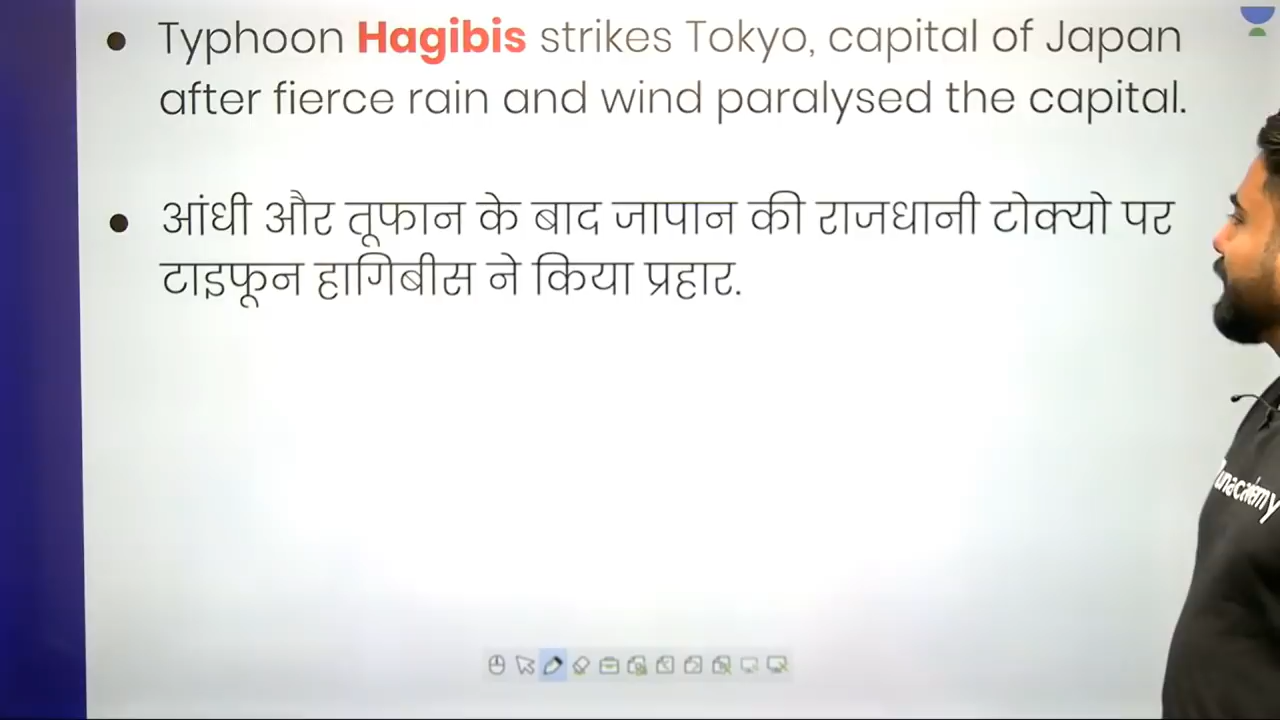 Typhoon Hagibis strikes Tokyo, capital of Japan
after fierce rain and wind paralysed the capital.
आंधी और तूफान के बाद जापान की राजधानी टोक्यो पर
टाइफून हागिबीस ने किया प्रहार.
unacademy